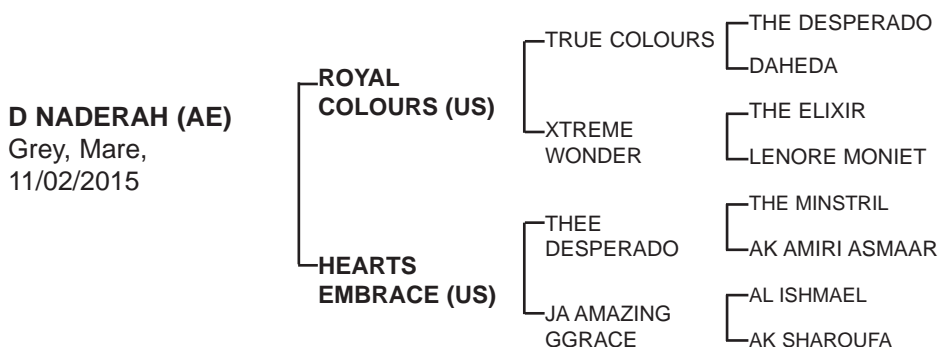 D NADERAH (AE)
Grey, Mare,
11/02/2015
ROYAL
COLOURS (US)
HEARTS
EMBRACE (US)
TRUE COLOURS
XTREME
WONDER
THEE
DESPERADO
JA AMAZING
GGRACE
THE DESPERADO
DAHEDA
THE ELIXIR
LENORE MONIET
THE MINSTRIL
AK AMIRI ASMAAR
AL ISHMAEL
AK SHAROUFA